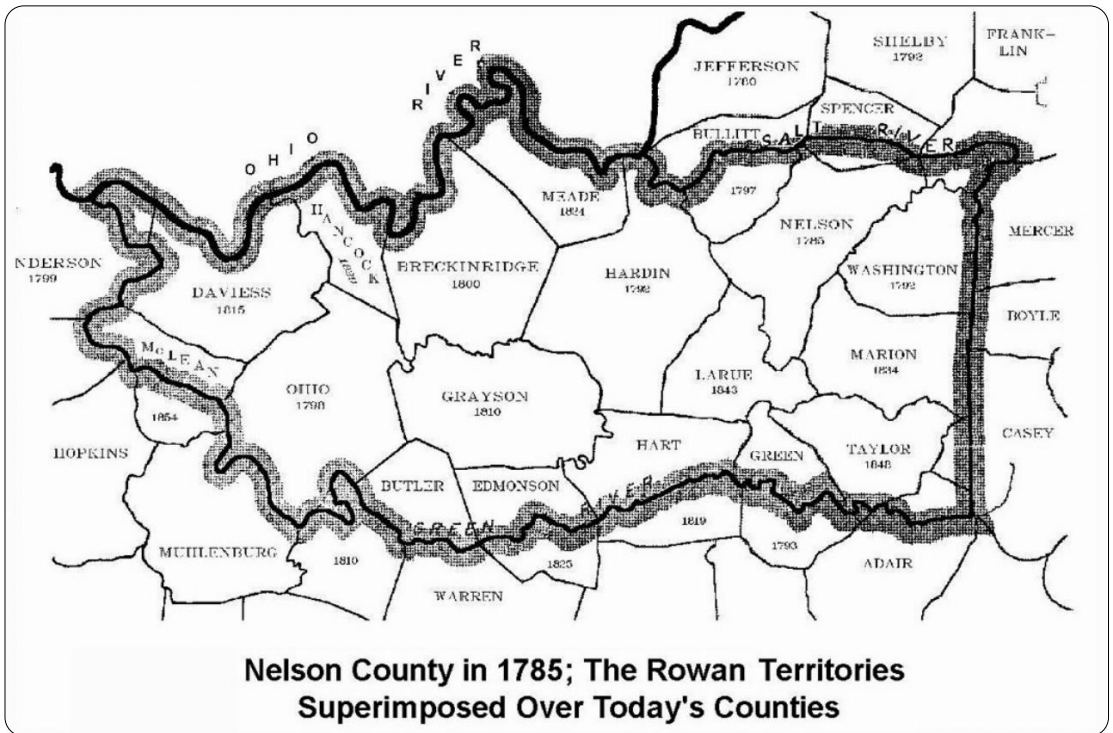 SHELBY
1792
FRANK-
LIN
JEFFERSON
1780
SPENCER
BULLITT
1797
OHIO RIVER
SALT RIVER
MEADE
1824
NELSON
1785
MERCER
HANCOCK
NDERSON
1799
DAVIESS
1815
BRECKINRIDGE
1800
HARDIN
1792
WASHINGTON
1792
BOYLE
McLEAN
1854
OHIO
1798
GRAYSON
1810
LARUE
1843
MARION
1834
HOPKINS
HART
1819
GREEN
1793
TAYLOR
1848
CASEY
BUTLER
1810
EDMONSON
1825
GREEN
IVER
MUHLENBURG
WARREN
ADAIR
Nelson County in 1785; The Rowan Territories
Superimposed Over Today's Counties